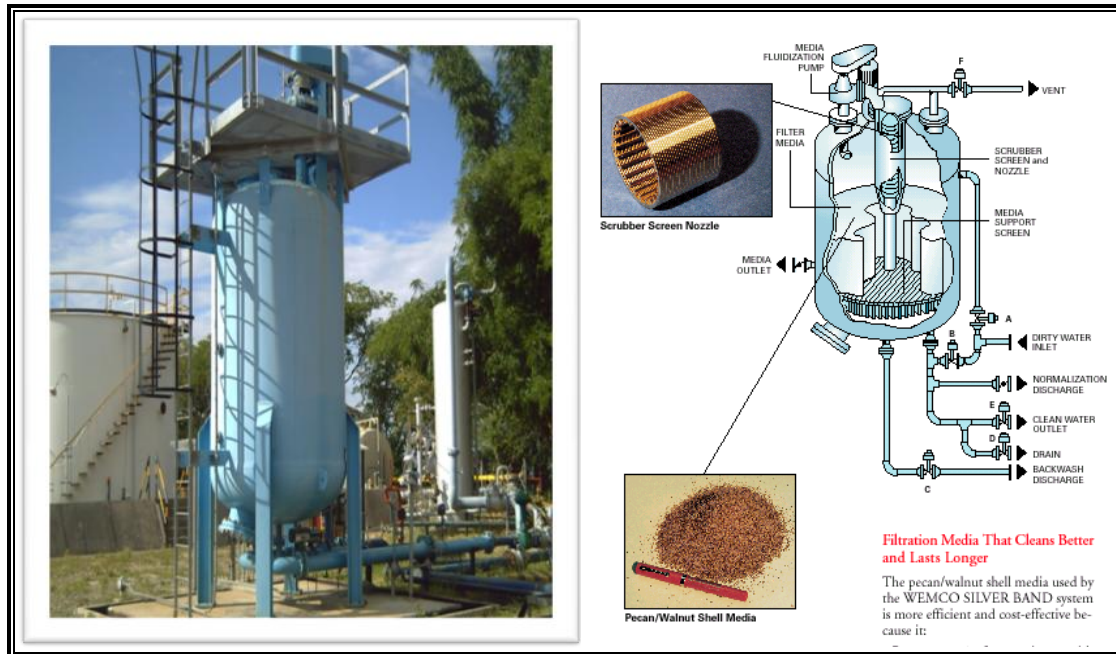 MEDIA
FLUIDIZATION
PUMP
F
VENT
FILTER
MEDIA
SCRUBBER
SCREEN and
NOZZLE
Scrubber Screen Nozzle
MEDIA
SUPPORT
SCREEN
MEDIA
OUTLET
A
B
DIRTY WATER
INLET
NORMALIZATION
DISCHARGE
E
CLEAN WATER
OUTLET
D
DRAIN
BACKWASH
DISCHARGE
C
Pecan/Walnut Shell Media
Filtration Media That Cleans Better
and Lasts Longer
The pecan/walnut shell media used by
the WEMCO SILVER BAND system
is more efficient and cost-effective be-
cause it: